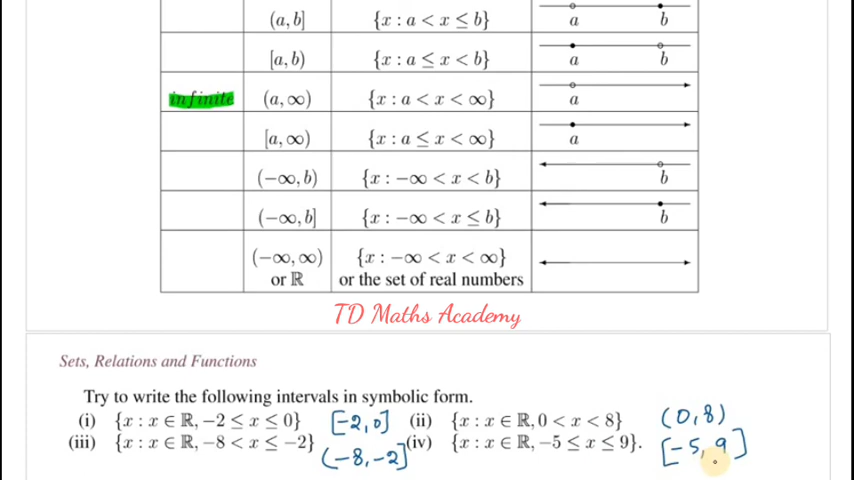 (a, b] {x : a < x ≤ b} a b
[a, b) {x : a ≤ x < b} a b
infinite (a, ∞) {x : a < x < ∞} a
[a, ∞) {x : a ≤ x < ∞} a
(−∞, b) {x : −∞ < x < b} b
(−∞, b] {x : −∞ < x ≤ b} b
(−∞, ∞) {x : −∞ < x < ∞}
or ℝ or the set of real numbers
TD Maths Academy
Sets, Relations and Functions
Try to write the following intervals in symbolic form.
(i) {x : x ∈ ℝ, −2 ≤ x ≤ 0} [−2, 0] (ii) {x : x ∈ ℝ, 0 < x < 8} (0, 8)
(iii) {x : x ∈ ℝ, −8 < x ≤ −2} (−8, −2] (iv) {x : x ∈ ℝ, −5 ≤ x ≤ 9}. [−5, 9]